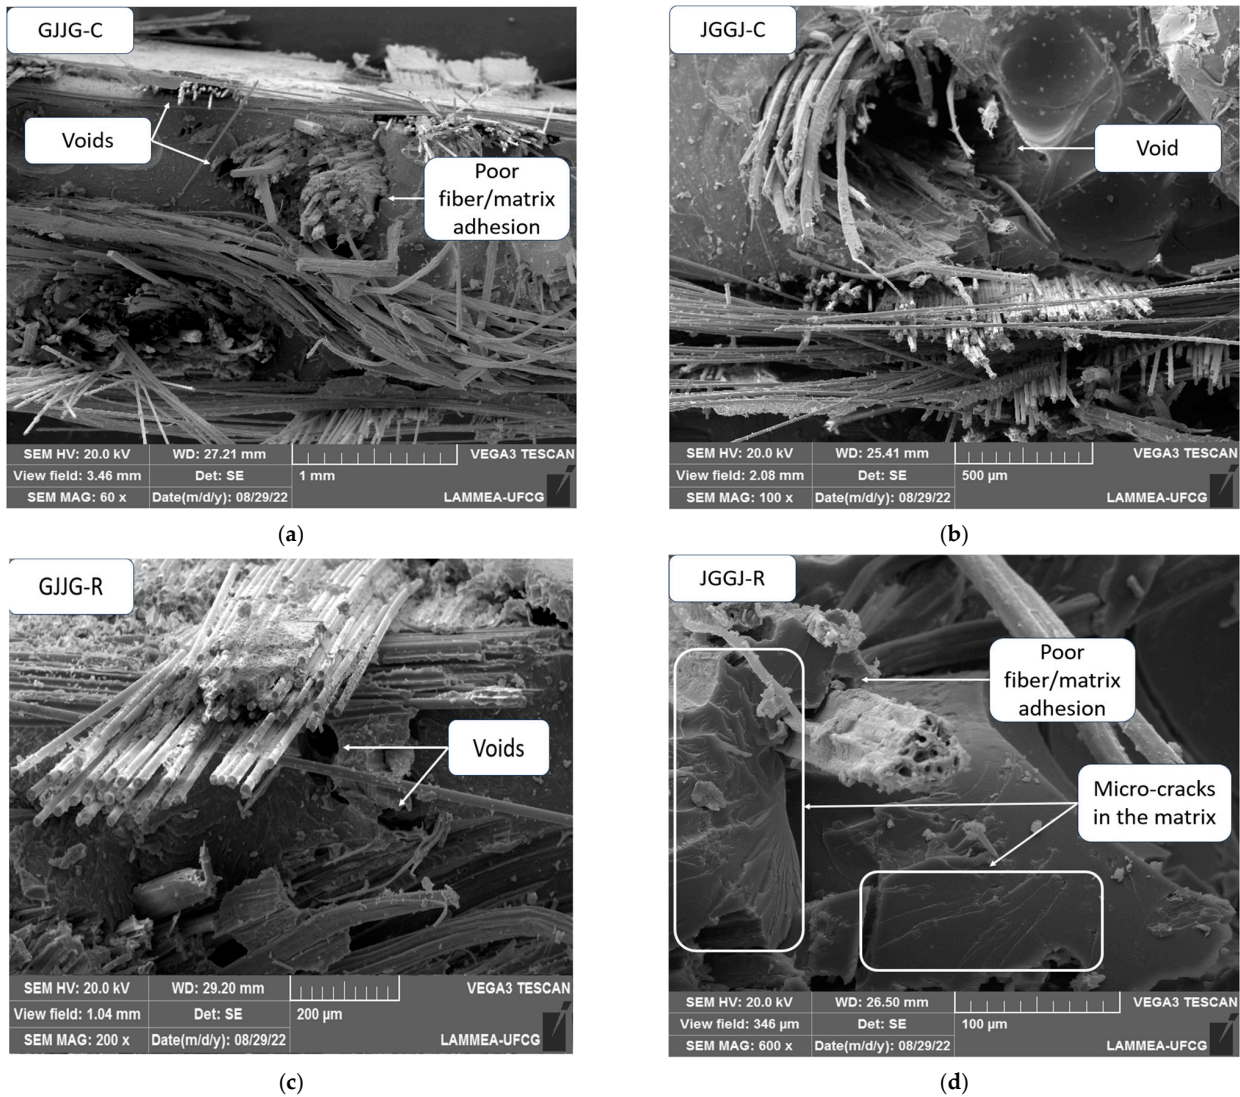 GJJG-C
Voids
Poor
fiber/matrix
adhesion
SEM HV: 20.0 kV
WD: 27.21 mm
VEGA3 TESCAN
View field: 3.46 mm
Det: SE
1 mm
SEM MAG: 60 x
Date(m/d/y): 08/29/22
LAMMEA-UFCG
(a)
JGGJ-C
Void
SEM HV: 20.0 kV
WD: 25.41 mm
VEGA3 TESCAN
View field: 2.08 mm
Det: SE
500 µm
SEM MAG: 100 x
Date(m/d/y): 08/29/22
LAMMEA-UFCG
(b)
GJJG-R
Voids
SEM HV: 20.0 kV
WD: 29.20 mm
VEGA3 TESCAN
View field: 1.04 mm
Det: SE
200 µm
SEM MAG: 200 x
Date(m/d/y): 08/29/22
LAMMEA-UFCG
(c)
JGGJ-R
Poor
fiber/matrix
adhesion
Micro-cracks
in the matrix
SEM HV: 20.0 kV
WD: 26.50 mm
VEGA3 TESCAN
View field: 346 µm
Det: SE
100 µm
SEM MAG: 600 x
Date(m/d/y): 08/29/22
LAMMEA-UFCG
(d)